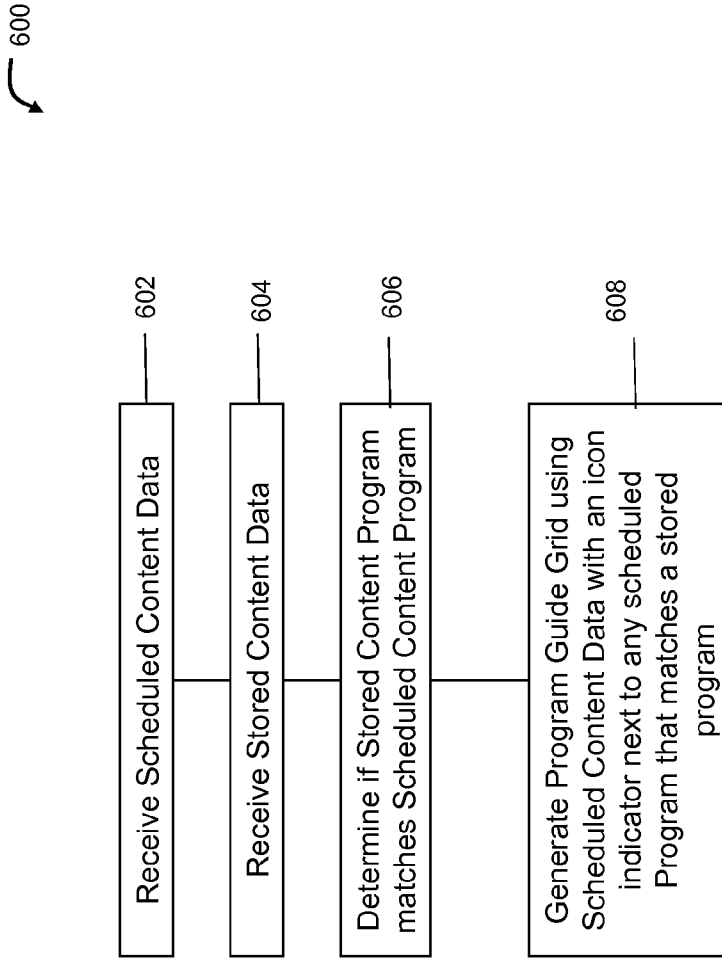 600
Receive Scheduled Content Data
602
Receive Stored Content Data
604
Determine if Stored Content Program
matches Scheduled Content Program
606
Generate Program Guide Grid using
Scheduled Content Data with an icon
indicator next to any scheduled
Program that matches a stored
program
608